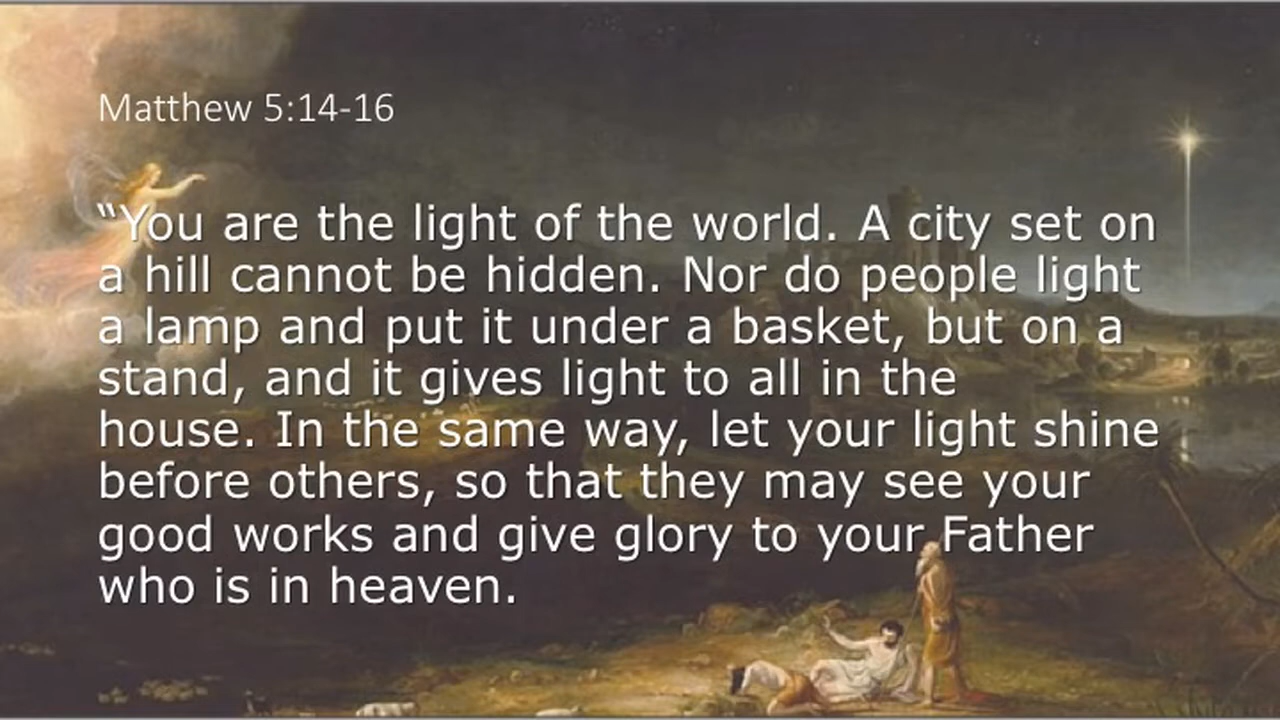 Matthew 5:14-16
“You are the light of the world. A city set on
a hill cannot be hidden. Nor do people light
a lamp and put it under a basket, but on a
stand, and it gives light to all in the
house. In the same way, let your light shine
before others, so that they may see your
good works and give glory to your Father
who is in heaven.